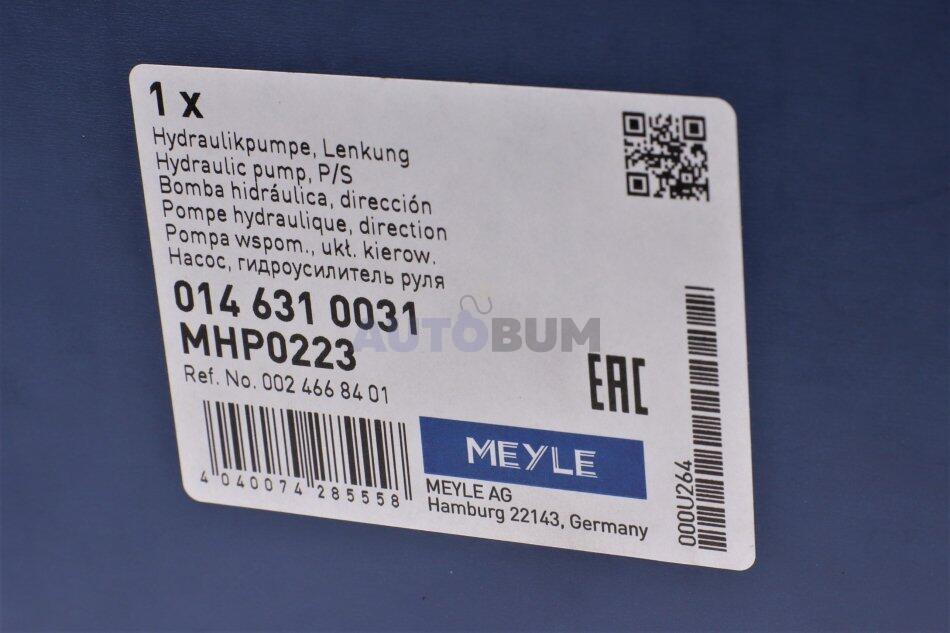 1 x
Hydraulikpumpe, Lenkung
Hydraulic pump, P/S
Bomba hidráulica, dirección
Pompe hydraulique, direction
Pompa wspom., ukł. kierow.
Насос, гидроусилитель руля
014 631 0031
MHP0223
Ref. No. 002 466 84 01
AUTOBUM
EAC
4 040074 285558
MEYLE
MEYLE AG
Hamburg 22143, Germany
000U264